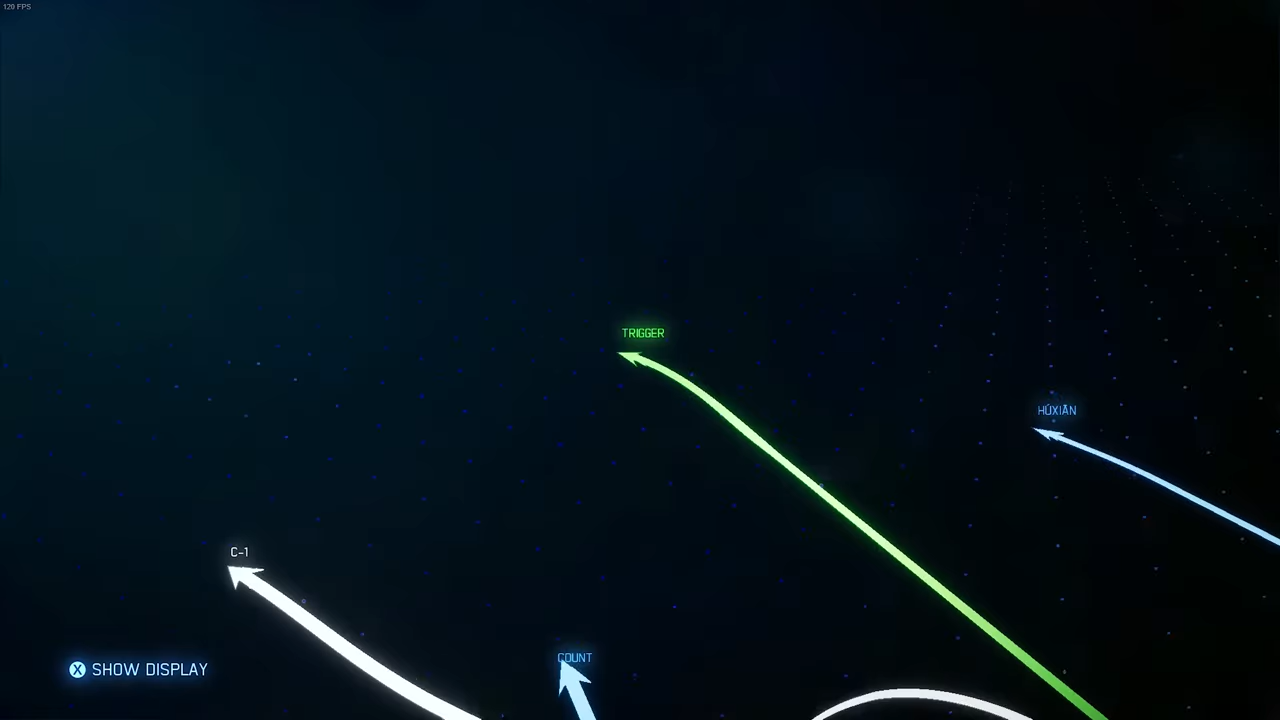 120 FPS
TRIGGER
HÚXIĀN
C-1
COUNT
X SHOW DISPLAY